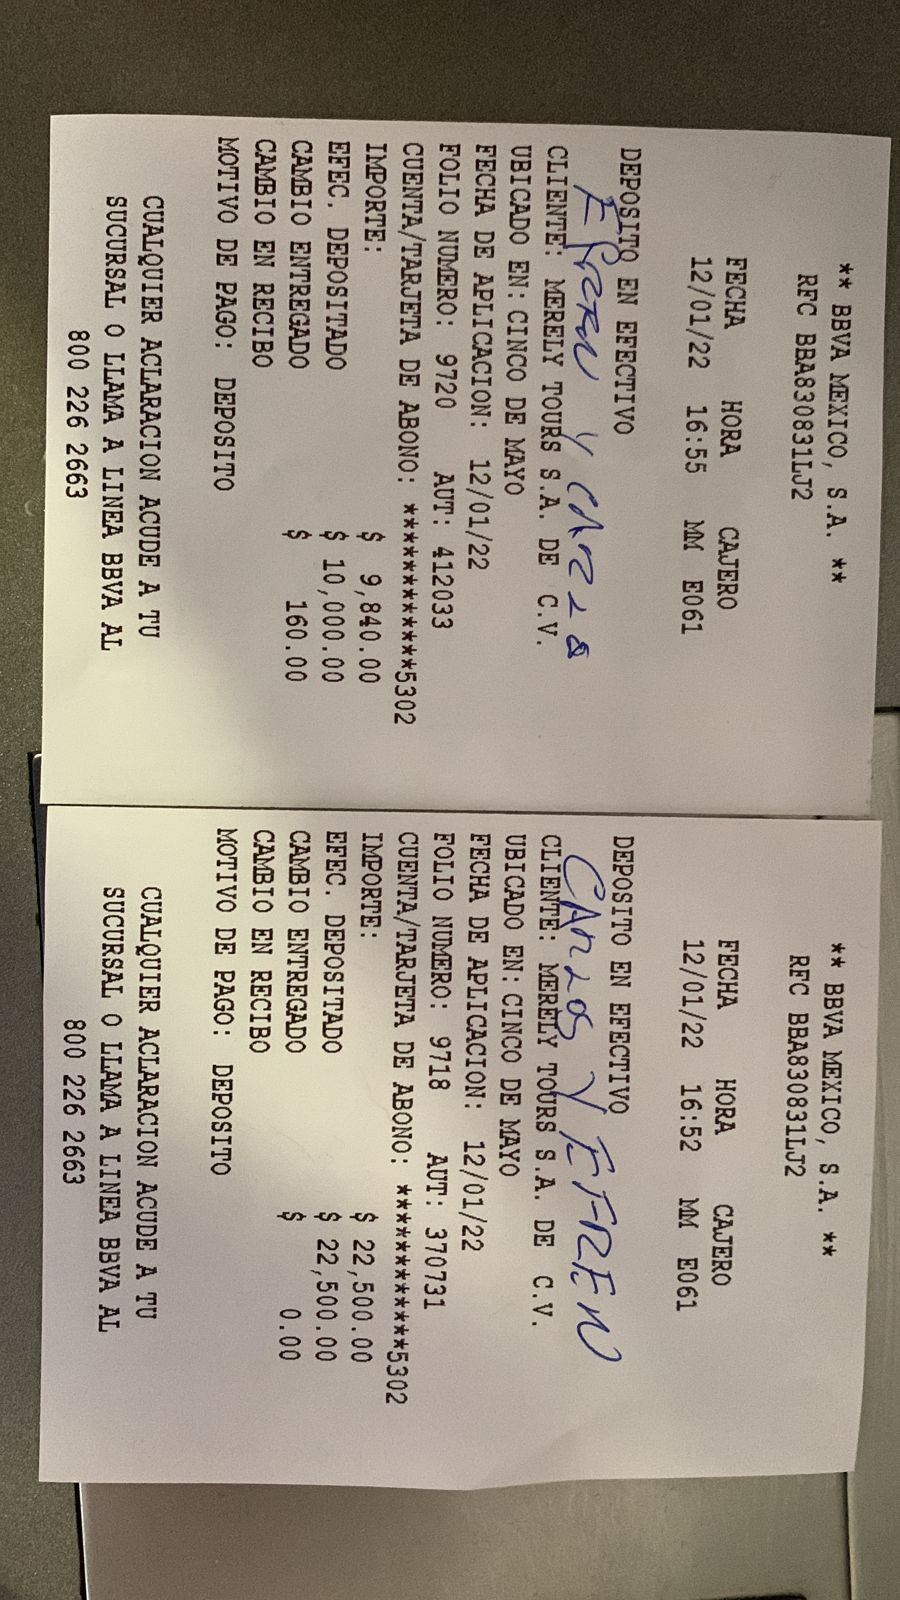 ** BBVA MEXICO, S.A. **
RFC BBA830831LJ2
FECHA HORA CAJERO
12/01/22 16:55 MM E061
DEPOSITO EN EFECTIVO
EFREN Y CARLOS
CLIENTE: MERELY TOURS S.A. DE C.V.
UBICADO EN: CINCO DE MAYO
FECHA DE APLICACION: 12/01/22
FOLIO NUMERO: 9720 AUT: 412033
CUENTA/TARJETA DE ABONO: ************5302
IMPORTE: $ 9,840.00
EFEC. DEPOSITADO $ 10,000.00
CAMBIO ENTREGADO $ 160.00
CAMBIO EN RECIBO
MOTIVO DE PAGO: DEPOSITO
CUALQUIER ACLARACION ACUDE A TU
SUCURSAL O LLAMA A LINEA BBVA AL
800 226 2663
** BBVA MEXICO, S.A. **
RFC BBA830831LJ2
FECHA HORA CAJERO
12/01/22 16:52 MM E061
DEPOSITO EN EFECTIVO
CARLOS Y EFREN
CLIENTE: MERELY TOURS S.A. DE C.V.
UBICADO EN: CINCO DE MAYO
FECHA DE APLICACION: 12/01/22
FOLIO NUMERO: 9718 AUT: 370731
CUENTA/TARJETA DE ABONO: ************5302
IMPORTE: $ 22,500.00
EFEC. DEPOSITADO $ 22,500.00
CAMBIO ENTREGADO $ 0.00
CAMBIO EN RECIBO
MOTIVO DE PAGO: DEPOSITO
CUALQUIER ACLARACION ACUDE A TU
SUCURSAL O LLAMA A LINEA BBVA AL
800 226 2663